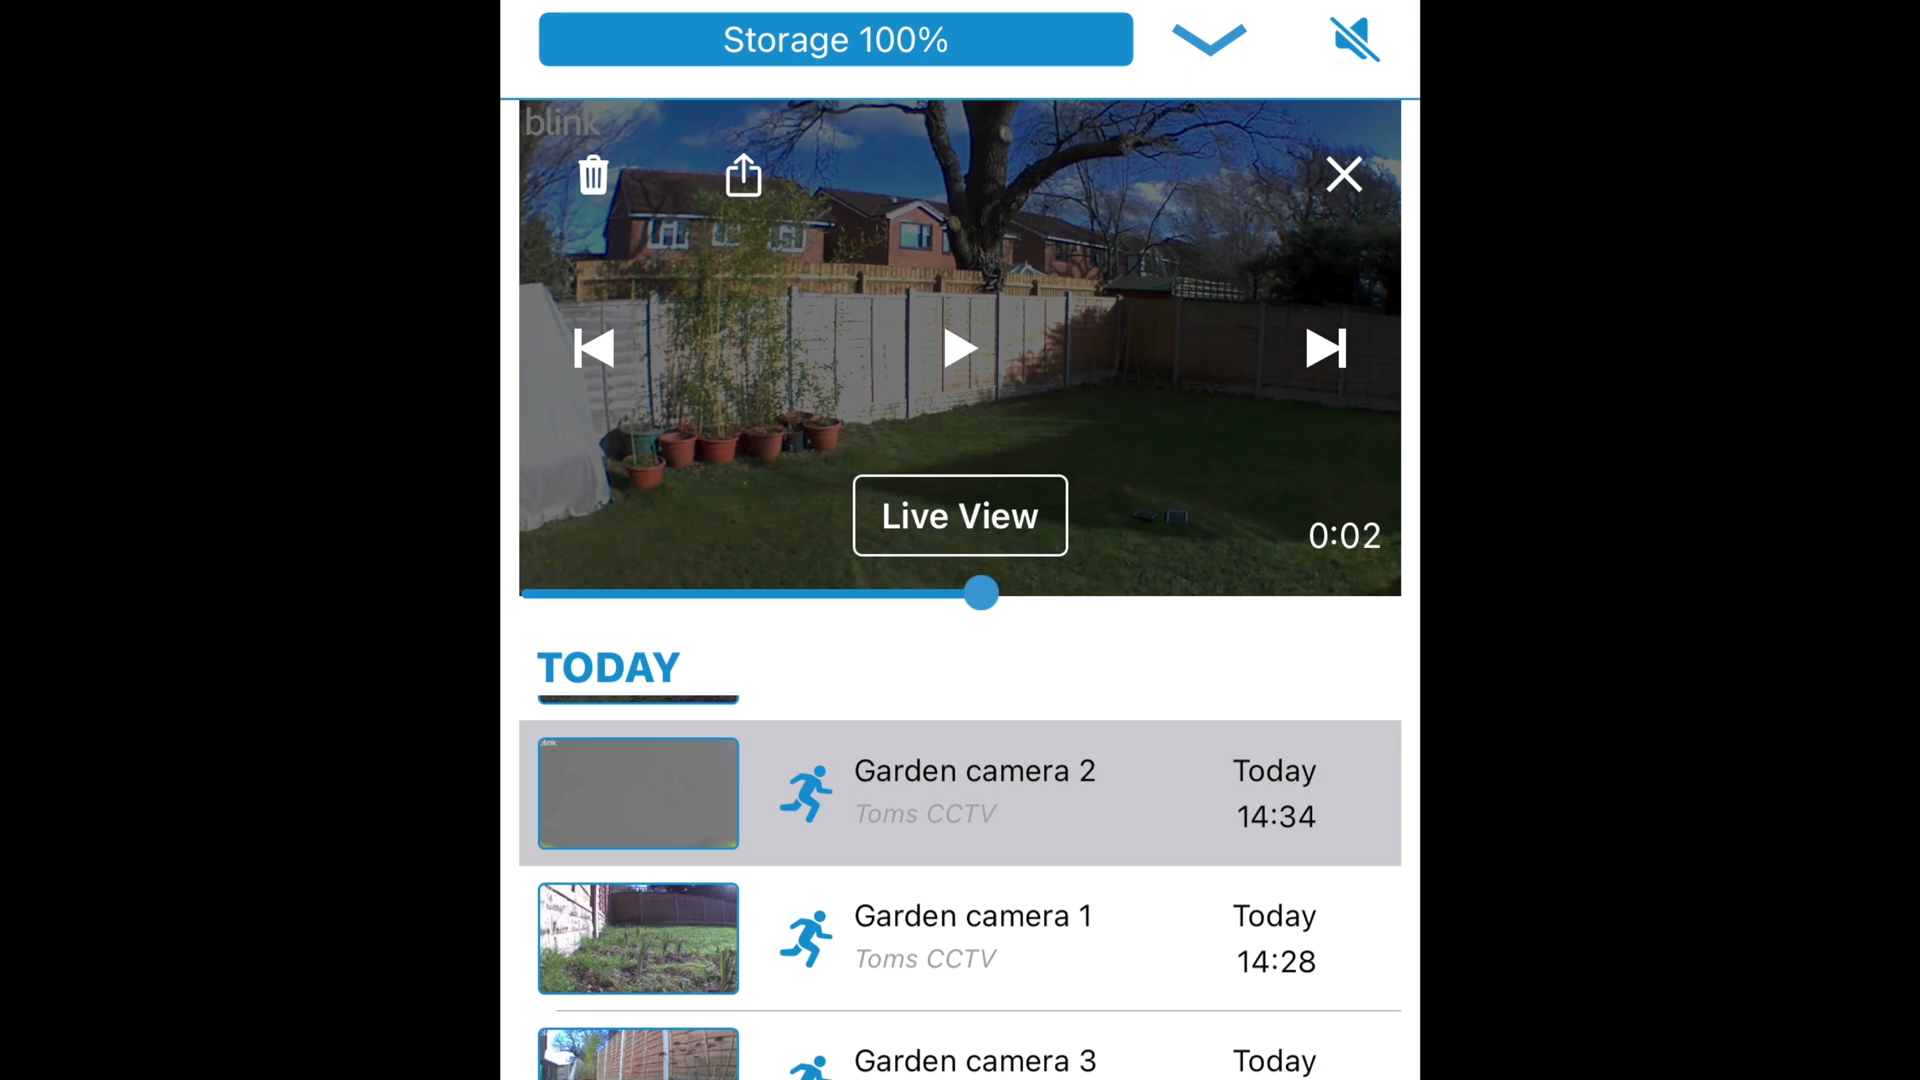 Storage 100%
blink
Live View
0:02
TODAY
blink
Garden camera 2
Today
Toms CCTV
14:34
Garden camera 1
Today
Toms CCTV
14:28
Garden camera 3
Today